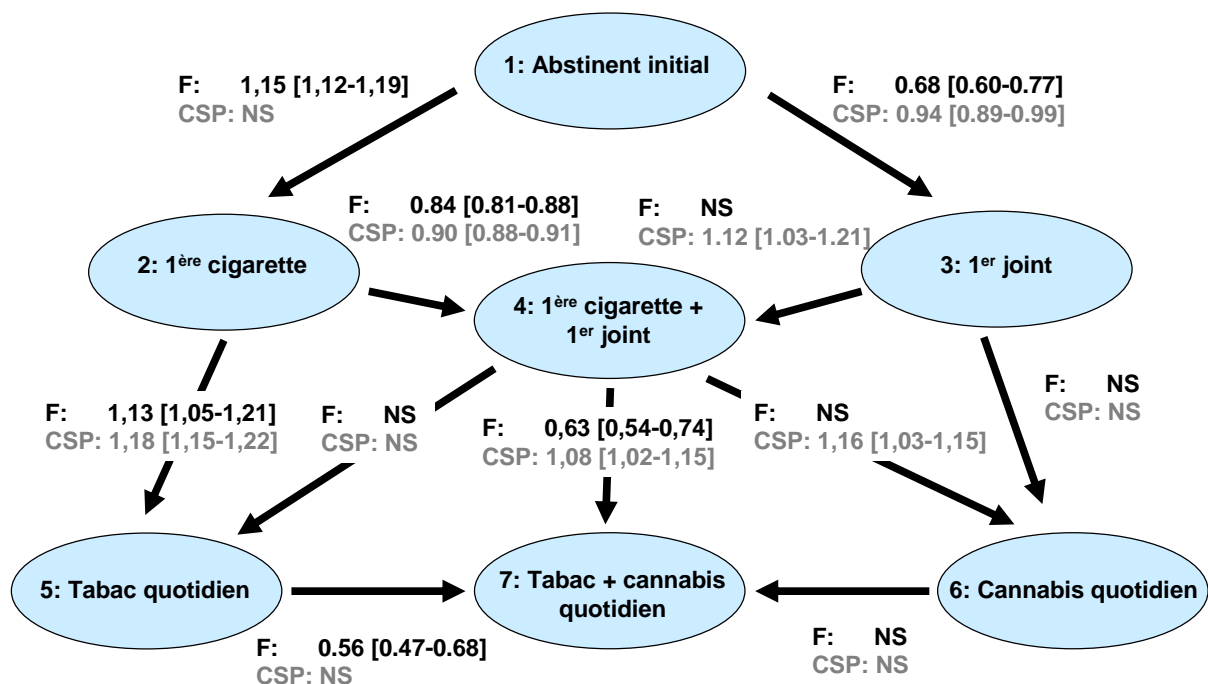 1: Abstinent initial
F: 1,15 [1,12-1,19]
CSP: NS
F: 0.68 [0.60-0.77]
CSP: 0.94 [0.89-0.99]
F: 0.84 [0.81-0.88]
CSP: 0.90 [0.88-0.91]
F: NS
CSP: 1.12 [1.03-1.21]
2: 1ère cigarette
3: 1er joint
4: 1ère cigarette +
1er joint
F: 1,13 [1,05-1,21]
CSP: 1,18 [1,15-1,22]
F: NS
CSP: NS
F: 0,63 [0,54-0,74]
CSP: 1,08 [1,02-1,15]
F: NS
CSP: 1,16 [1,03-1,15]
F: NS
CSP: NS
5: Tabac quotidien
7: Tabac + cannabis
quotidien
6: Cannabis quotidien
F: 0.56 [0.47-0.68]
CSP: NS
F: NS
CSP: NS